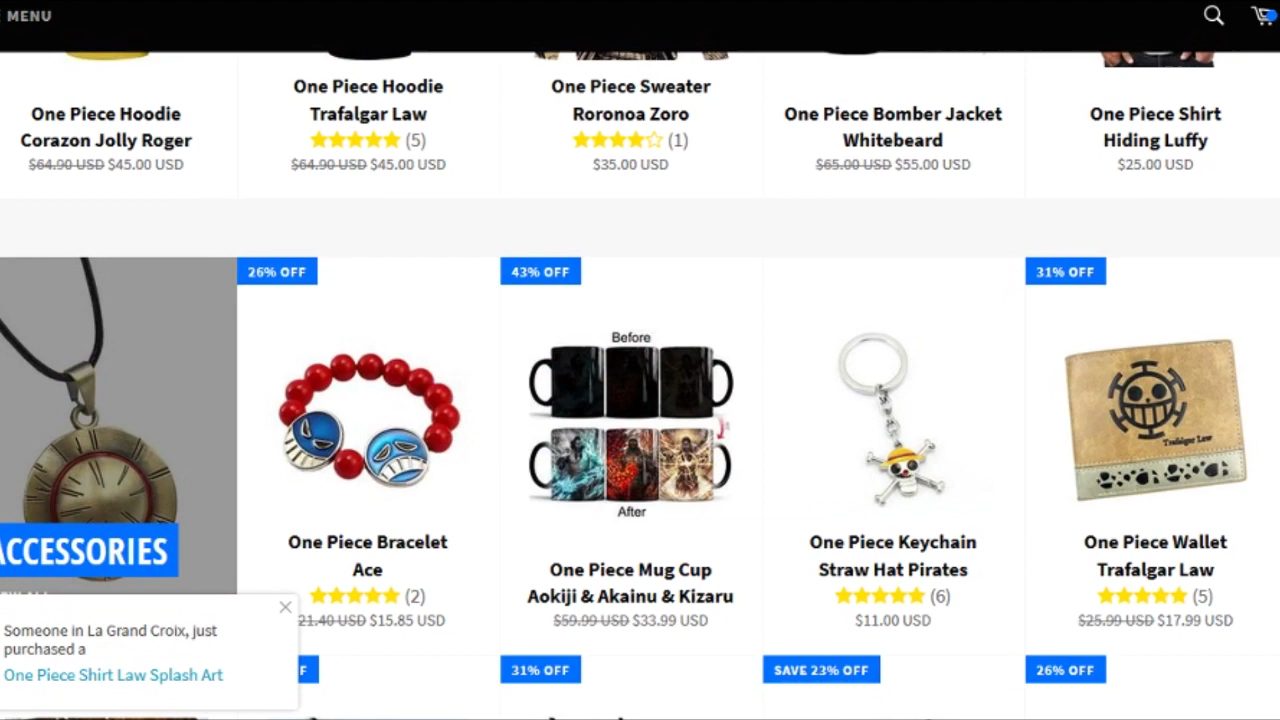 MENU
One Piece Hoodie
Corazon Jolly Roger
$64.90 USD $45.00 USD
One Piece Hoodie
Trafalgar Law
(5)
$64.90 USD $45.00 USD
One Piece Sweater
Roronoa Zoro
(1)
$35.00 USD
One Piece Bomber Jacket
Whitebeard
$65.00 USD $55.00 USD
One Piece Shirt
Hiding Luffy
$25.00 USD
ACCESSORIES
26% OFF
One Piece Bracelet
Ace
(2)
21.40 USD $15.85 USD
43% OFF
Before
After
One Piece Mug Cup
Aokiji & Akainu & Kizaru
$59.99 USD $33.99 USD
One Piece Keychain
Straw Hat Pirates
(6)
$11.00 USD
31% OFF
Trafalgar Law
One Piece Wallet
Trafalgar Law
(5)
$25.99 USD $17.99 USD
Someone in La Grand Croix, just
purchased a
One Piece Shirt Law Splash Art
31% OFF
SAVE 23% OFF
26% OFF